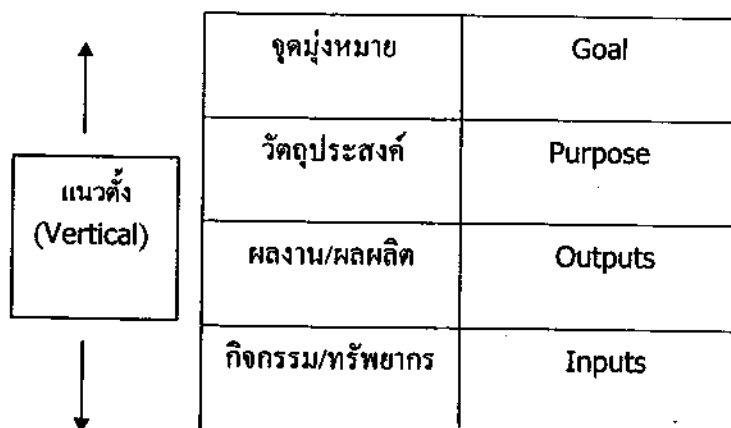 จุดมุ่งหมาย Goal
วัตถุประสงค์ Purpose
แนวตั้ง
(Vertical)
ผลงาน/ผลผลิต Outputs
กิจกรรม/ทรัพยากร Inputs